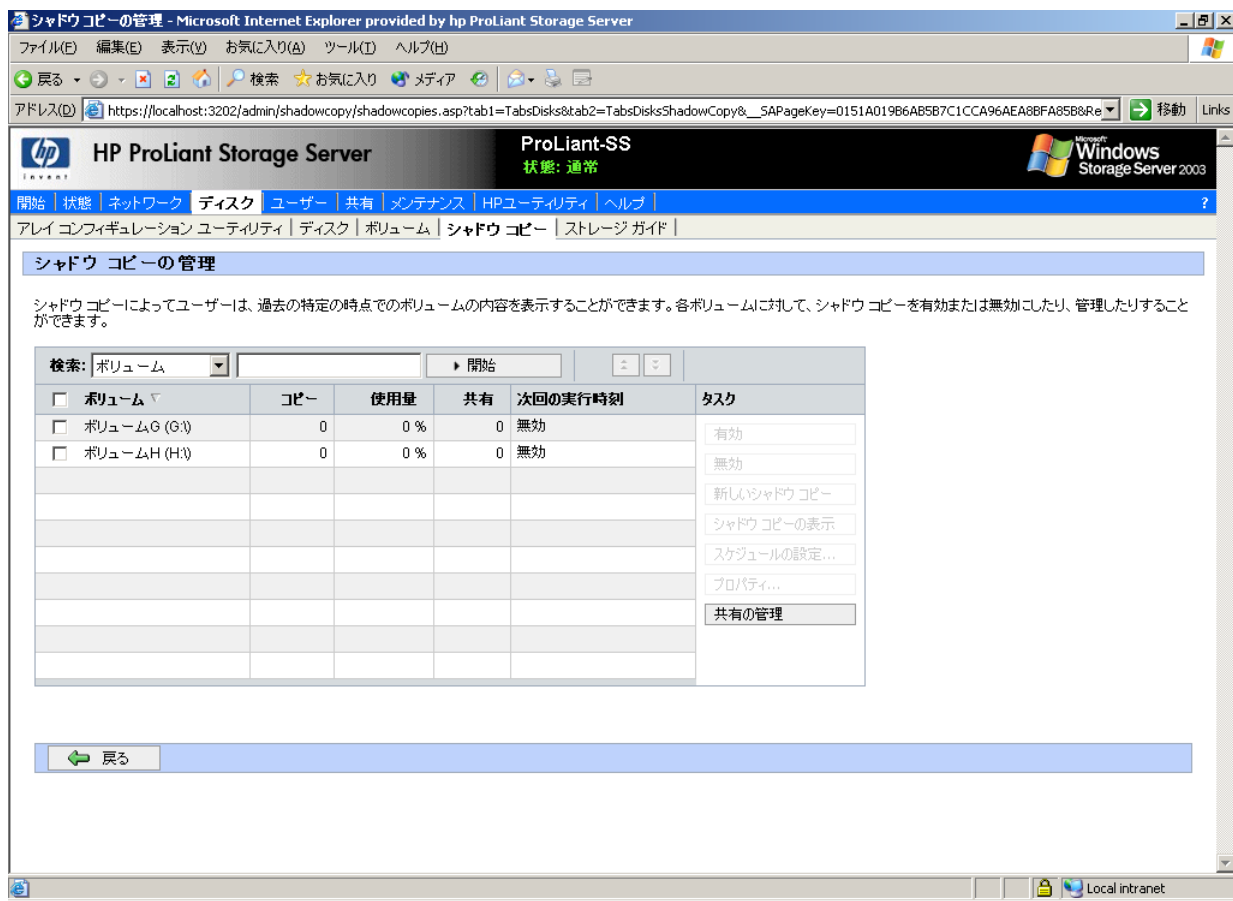 シャドウ コピーの管理 - Microsoft Internet Explorer provided by hp ProLiant Storage Server
ファイル(F) 編集(E) 表示(V) お気に入り(A) ツール(T) ヘルプ(H)
戻る 検索 お気に入り メディア
アドレス(D) https://localhost:3202/admin/shadowcopy/shadowcopies.asp?tab1=TabsDisks&tab2=TabsDisksShadowCopy&__SAPageKey=0151A019B6AB5B7C1CCA96AEA8BFA85B&Re 移動 Links
hp invent HP ProLiant Storage Server ProLiant-SS Microsoft Windows Storage Server 2003
状態: 通常
開始 | 状態 | ネットワーク | ディスク | ユーザー | 共有 | メンテナンス | HPユーティリティ | ヘルプ | ?
アレイ コンフィギュレーション ユーティリティ | ディスク | ボリューム | シャドウ コピー | ストレージ ガイド |
シャドウ コピーの管理
シャドウ コピーによってユーザーは、過去の特定の時点でのボリュームの内容を表示することができます。各ボリュームに対して、シャドウ コピーを有効または無効にしたり、管理したりすること
ができます。
検索: ボリューム 開始
ボリューム コピー 使用量 共有 次回の実行時刻 タスク
ボリュームG (G:\) 0 0 % 0 無効
ボリュームH (H:\) 0 0 % 0 無効
有効
無効
新しいシャドウ コピー
シャドウ コピーの表示
スケジュールの設定...
プロパティ...
共有の管理
戻る
Local intranet